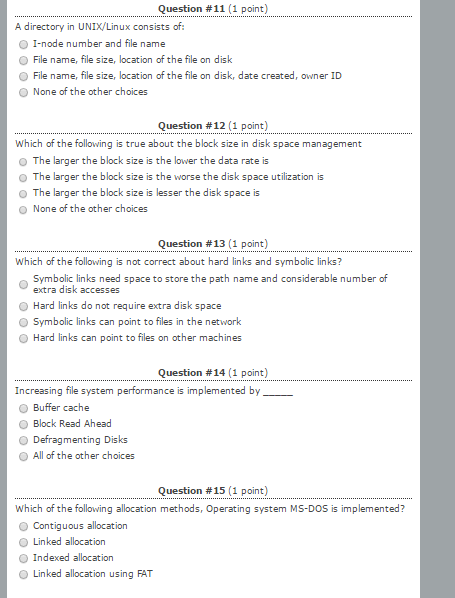 Question #11 (1 point)
A directory in UNIX/Linux consists of:
I-node number and file name
File name, file size, location of the file on disk
File name, file size, location of the file on disk, date created, owner ID
None of the other choices
Question #12 (1 point)
Which of the following is true about the block size in disk space management
The larger the block size is the lower the data rate is
The larger the block size is the worse the disk space utilization is
The larger the block size is lesser the disk space is
None of the other choices
Question #13 (1 point)
Which of the following is not correct about hard links and symbolic links?
Symbolic links need space to store the path name and considerable number of
extra disk accesses
Hard links do not require extra disk space
Symbolic links can point to files in the network
Hard links can point to files on other machines
Question #14 (1 point)
Increasing file system performance is implemented by _____
Buffer cache
Block Read Ahead
Defragmenting Disks
All of the other choices
Question #15 (1 point)
Which of the following allocation methods, Operating system MS-DOS is implemented?
Contiguous allocation
Linked allocation
Indexed allocation
Linked allocation using FAT